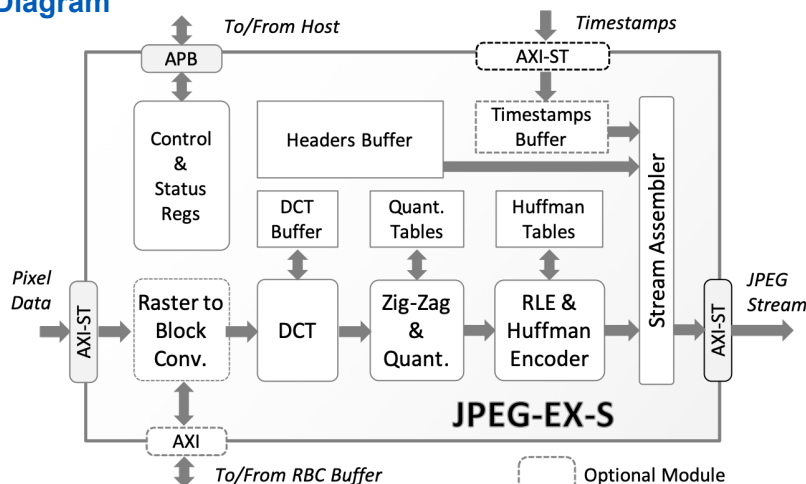 Diagram
To/From Host
Timestamps
APB
AXI-ST
Control
&
Status
Regs
Headers Buffer
Timestamps
Buffer
DCT
Buffer
Quant.
Tables
Huffman
Tables
Stream Assembler
Pixel
Data
AXI-ST
Raster to
Block
Conv.
DCT
Zig-Zag
&
Quant.
RLE &
Huffman
Encoder
AXI-ST
JPEG
Stream
JPEG-EX-S
AXI
To/From RBC Buffer
Optional Module